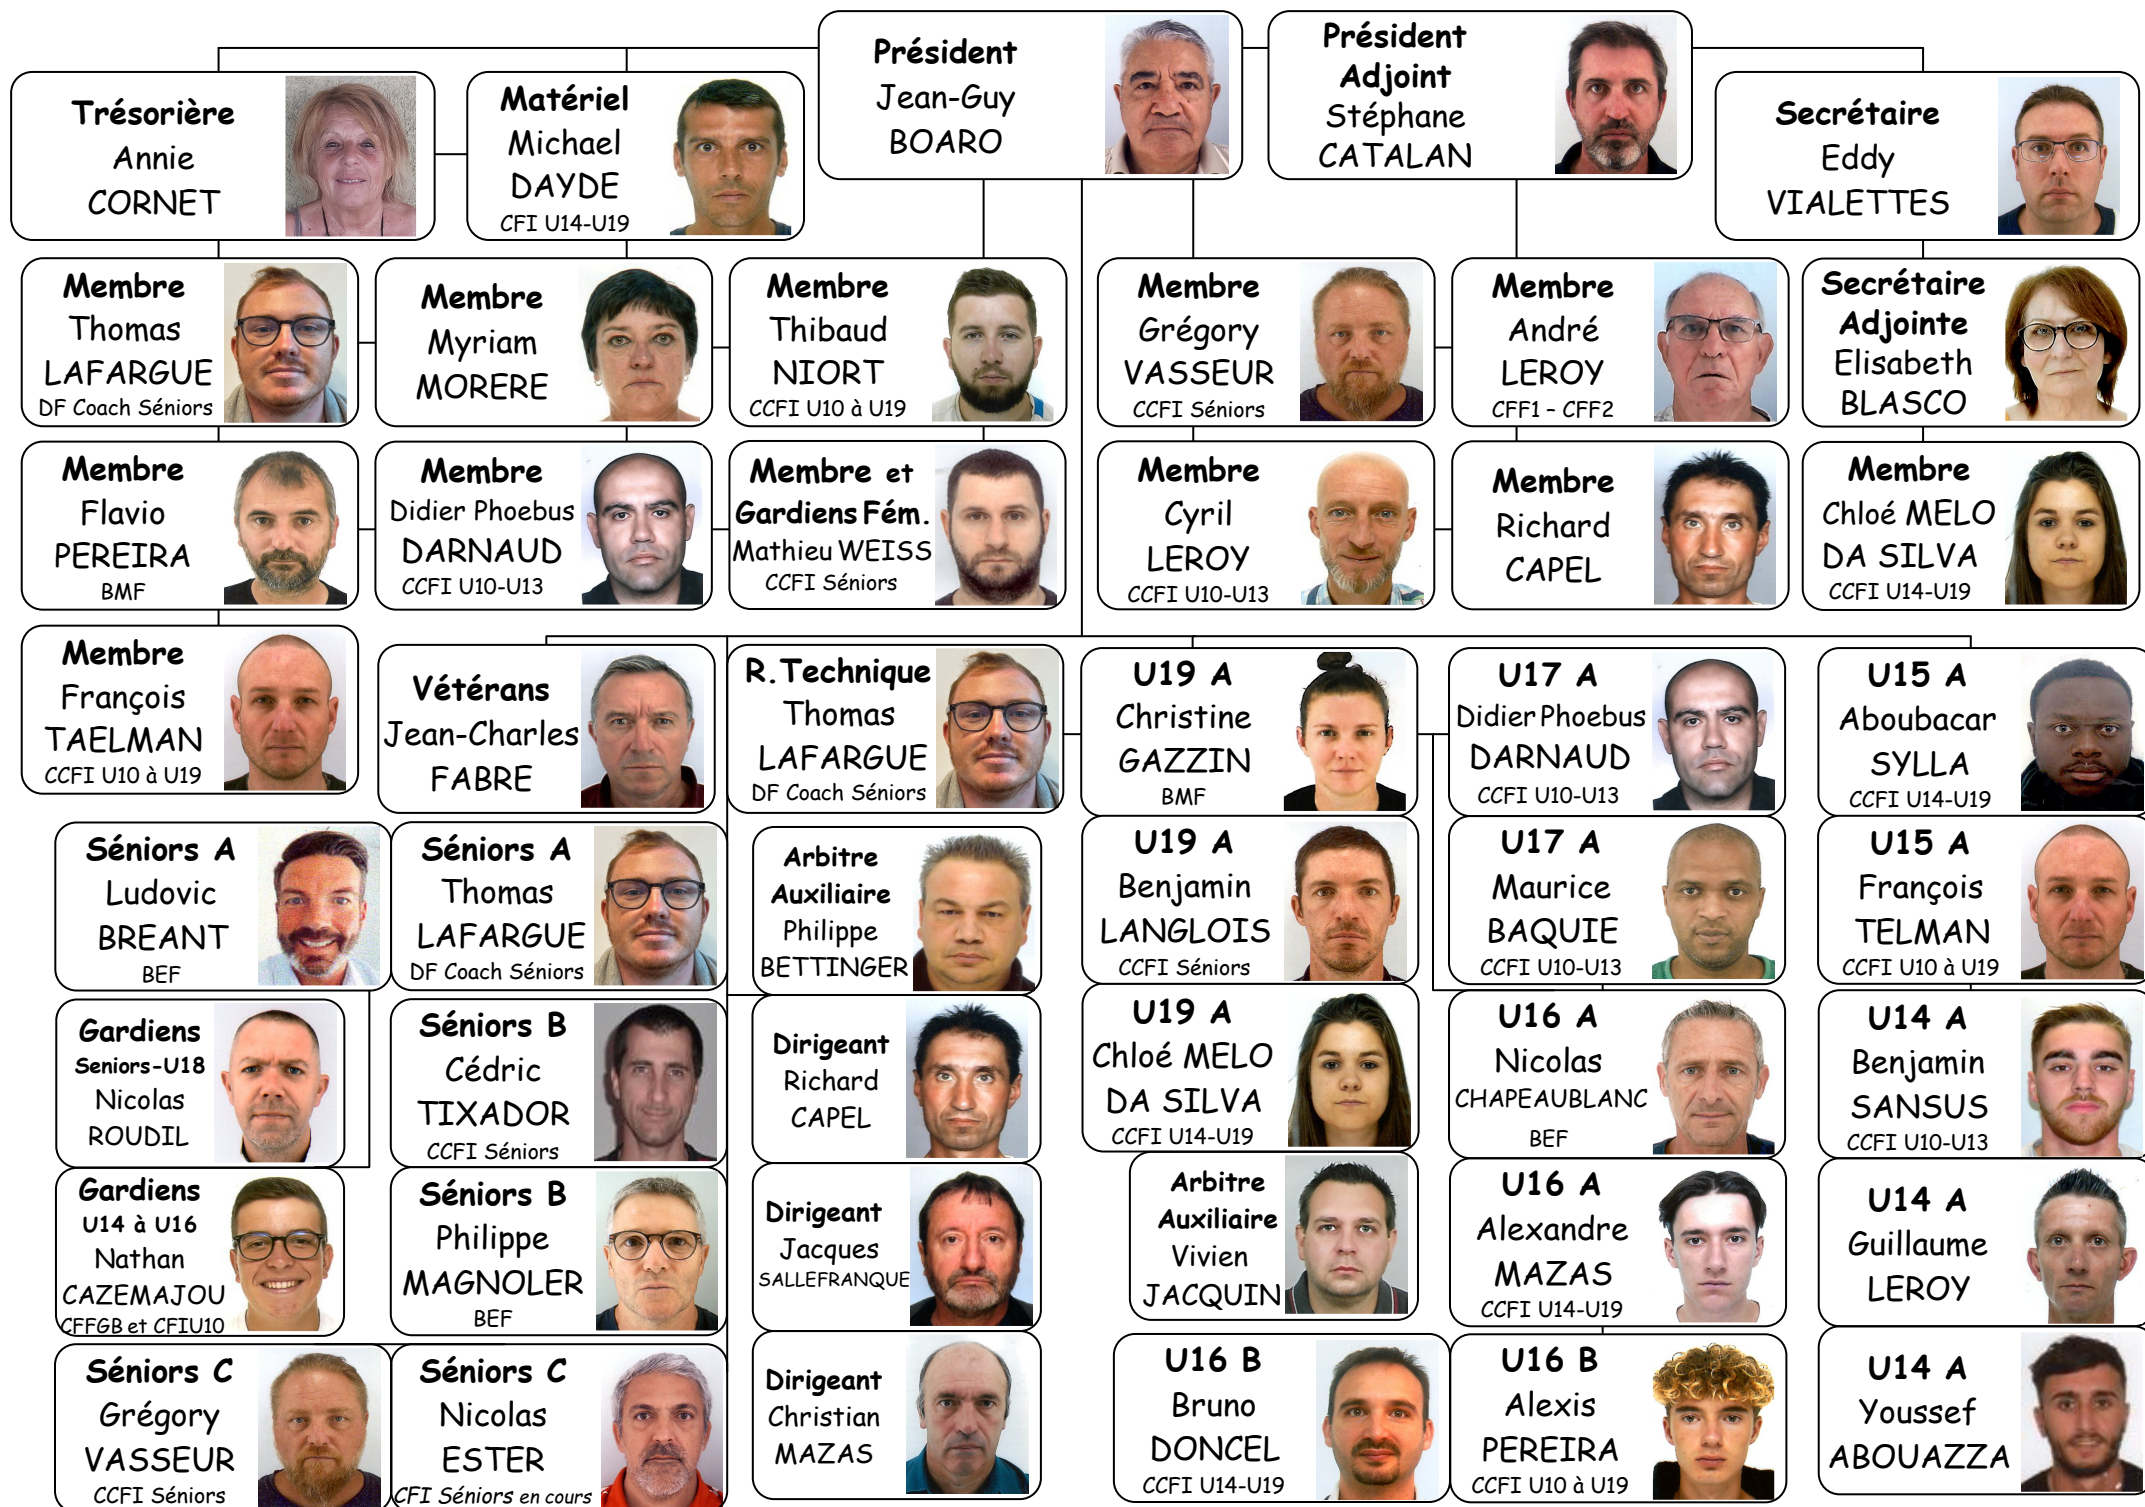 Président
Jean-Guy
BOARO
Président
Adjoint
Stéphane
CATALAN
Trésorière
Annie
CORNET
Matériel
Michael
DAYDE
CFI U14-U19
Secrétaire
Eddy
VIALETTES
Membre
Thomas
LAFARGUE
DF Coach Séniors
Membre
Myriam
MORERE
Membre
Thibaud
NIORT
CCFI U10 à U19
Membre
Grégory
VASSEUR
CCFI Séniors
Membre
André
LEROY
CFF1 – CFF2
Secrétaire
Adjointe
Elisabeth
BLASCO
Membre
Flavio
PEREIRA
BMF
Membre
Didier Phoebus
DARNAUD
CCFI U10-U13
Membre et
Gardiens Fém.
Mathieu WEISS
CCFI Séniors
Membre
Cyril
LEROY
CCFI U10-U13
Membre
Richard
CAPEL
Membre
Chloé MELO
DA SILVA
CCFI U14-U19
Membre
François
TAELMAN
CCFI U10 à U19
Vétérans
Jean-Charles
FABRE
R.Technique
Thomas
LAFARGUE
DF Coach Séniors
U19 A
Christine
GAZZIN
BMF
U17 A
Didier Phoebus
DARNAUD
CCFI U10-U13
U15 A
Aboubacar
SYLLA
CCFI U14-U19
Séniors A
Ludovic
BREANT
BEF
Séniors A
Thomas
LAFARGUE
DF Coach Séniors
Arbitre
Auxiliaire
Philippe
BETTINGER
U19 A
Benjamin
LANGLOIS
CCFI Séniors
U17 A
Maurice
BAQUIE
CCFI U10-U13
U15 A
François
TELMAN
CCFI U10 à U19
Gardiens
Seniors-U18
Nicolas
ROUDIL
Séniors B
Cédric
TIXADOR
CCFI Séniors
Dirigeant
Richard
CAPEL
U19 A
Chloé MELO
DA SILVA
CCFI U14-U19
U16 A
Nicolas
CHAPEAUBLANC
BEF
U14 A
Benjamin
SANSUS
CCFI U10-U13
Gardiens
U14 à U16
Nathan
CAZEMAJOU
CFFGB et CFIU10
Séniors B
Philippe
MAGNOLER
BEF
Dirigeant
Jacques
SALLEFRANQUE
Arbitre
Auxiliaire
Vivien
JACQUIN
U16 A
Alexandre
MAZAS
CCFI U14-U19
U14 A
Guillaume
LEROY
Séniors C
Grégory
VASSEUR
CCFI Séniors
Séniors C
Nicolas
ESTER
CFI Séniors en cours
Dirigeant
Christian
MAZAS
U16 B
Bruno
DONCEL
CCFI U14-U19
U16 B
Alexis
PEREIRA
CCFI U10 à U19
U14 A
Youssef
ABOUAZZA